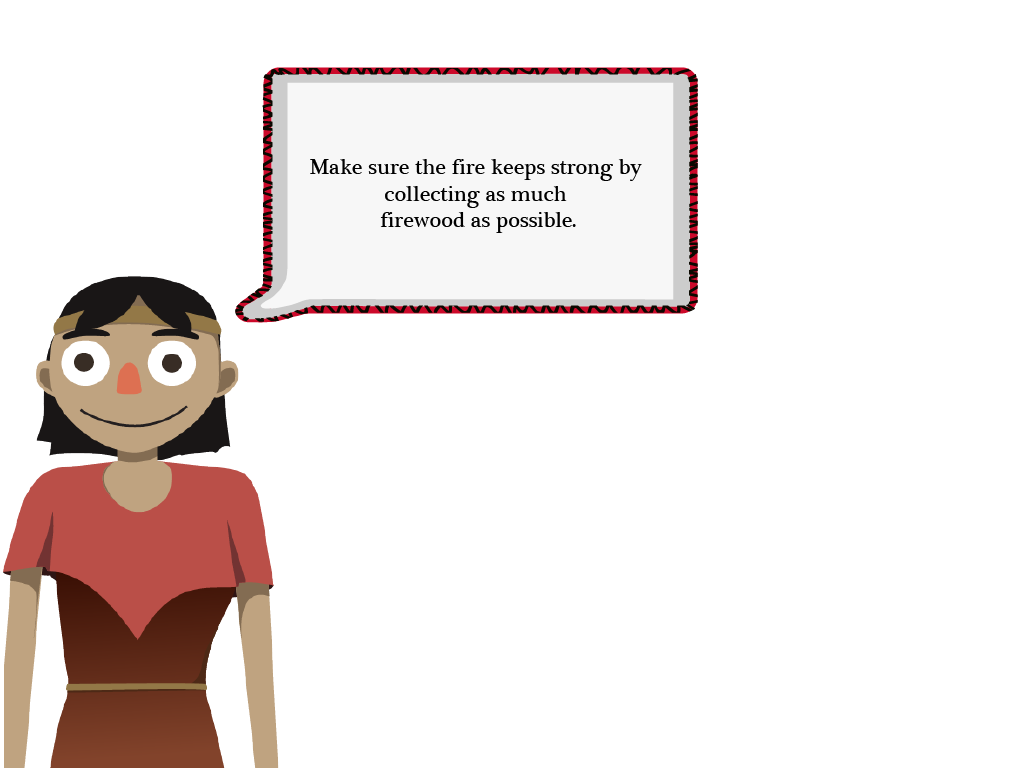 Make sure the fire keeps strong by
collecting as much
firewood as possible.